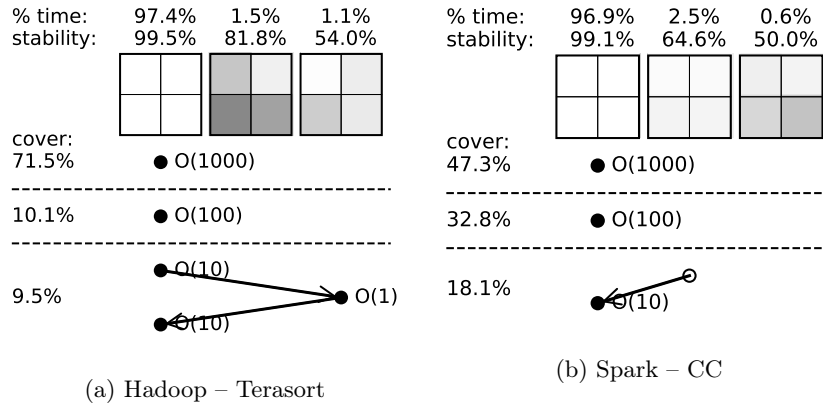 % time: 97.4% 1.5% 1.1%
stability: 99.5% 81.8% 54.0%
cover:
71.5% O(1000)
10.1% O(100)
O(10)
9.5% O(1)
O(10)
(a) Hadoop – Terasort
% time: 96.9% 2.5% 0.6%
stability: 99.1% 64.6% 50.0%
cover:
47.3% O(1000)
32.8% O(100)
18.1%
O(10)
(b) Spark – CC